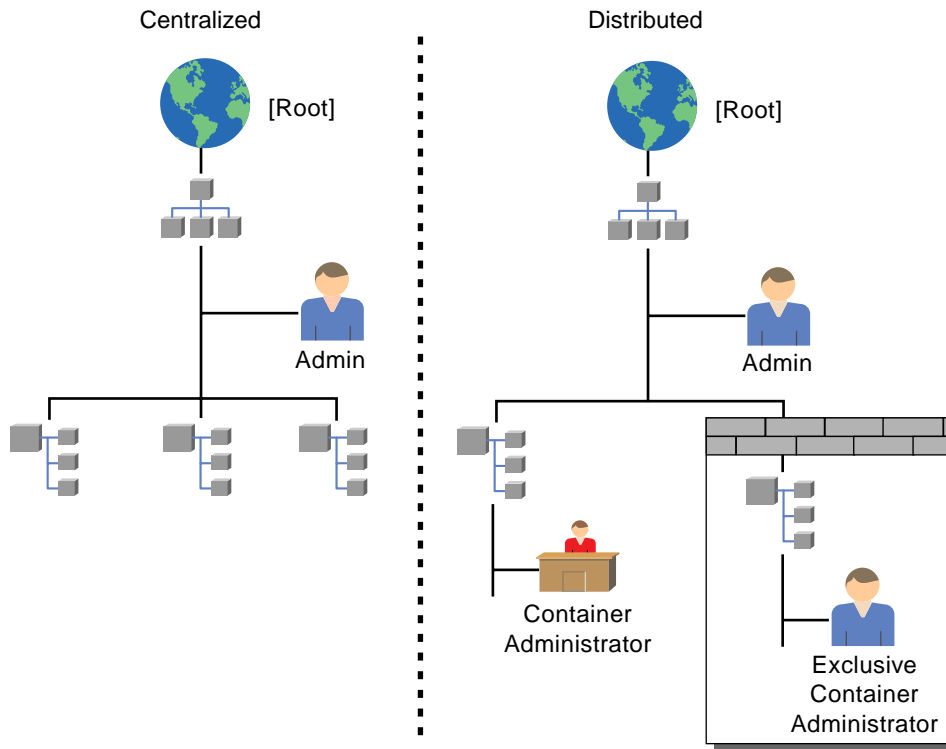 Centralized
Distributed
[Root]
[Root]
Admin
Admin
Container
Administrator
Exclusive
Container
Administrator